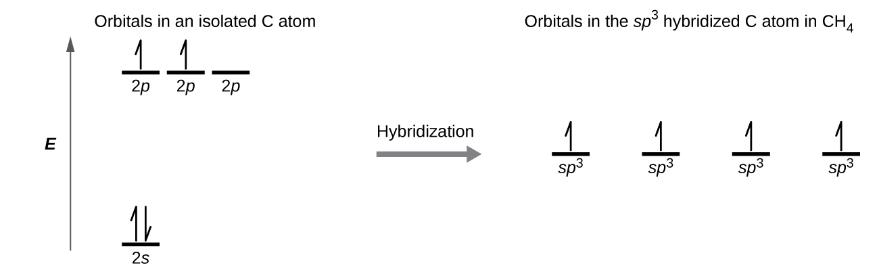 Orbitals in an isolated C atom
2p 2p 2p
E
2s
Hybridization
Orbitals in the sp³ hybridized C atom in CH₄
sp³ sp³ sp³ sp³